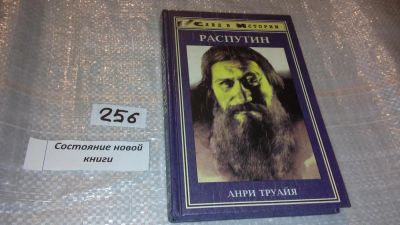 След в Истории
РАСПУТИН
256
Состояние новой
книги
АНРИ ТРУАЙЯ